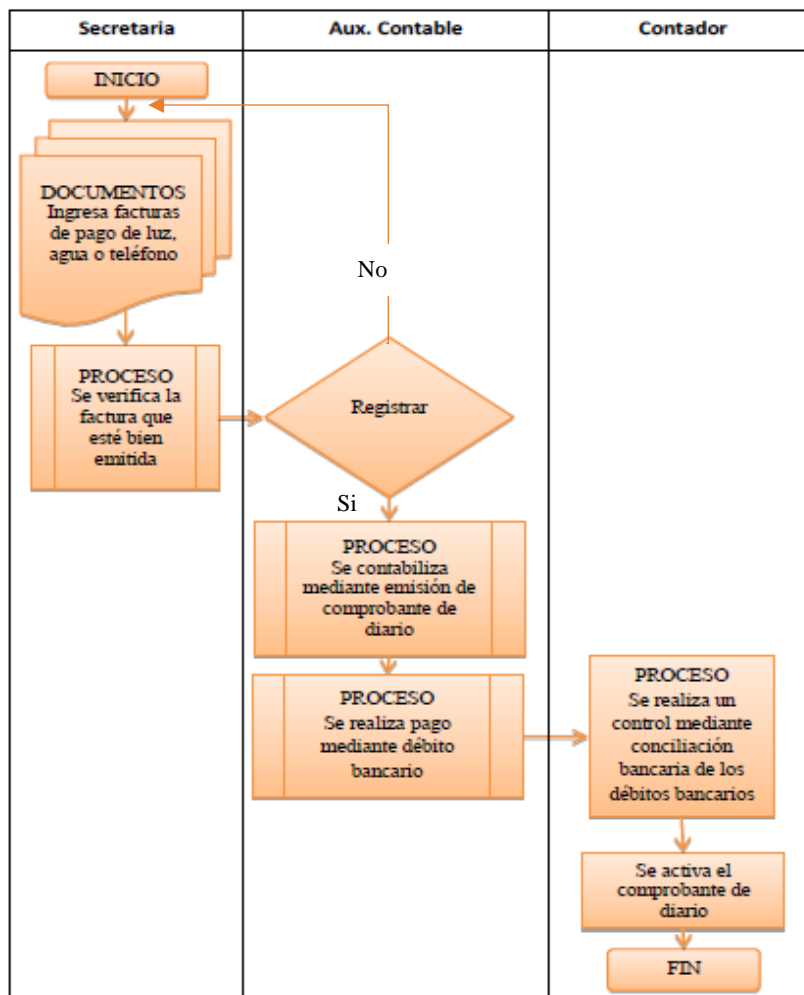 Secretaria
Aux. Contable
Contador
INICIO
DOCUMENTOS
Ingresa facturas
de pago de luz,
agua o teléfono
PROCESO
Se verifica la
factura que
esté bien
emitida
No
Registrar
Si
PROCESO
Se contabiliza
mediante emisión de
comprobante de
diario
PROCESO
Se realiza pago
mediante débito
bancario
PROCESO
Se realiza un
control mediante
conciliación
bancaria de los
débitos bancarios
Se activa el
comprobante de
diario
FIN